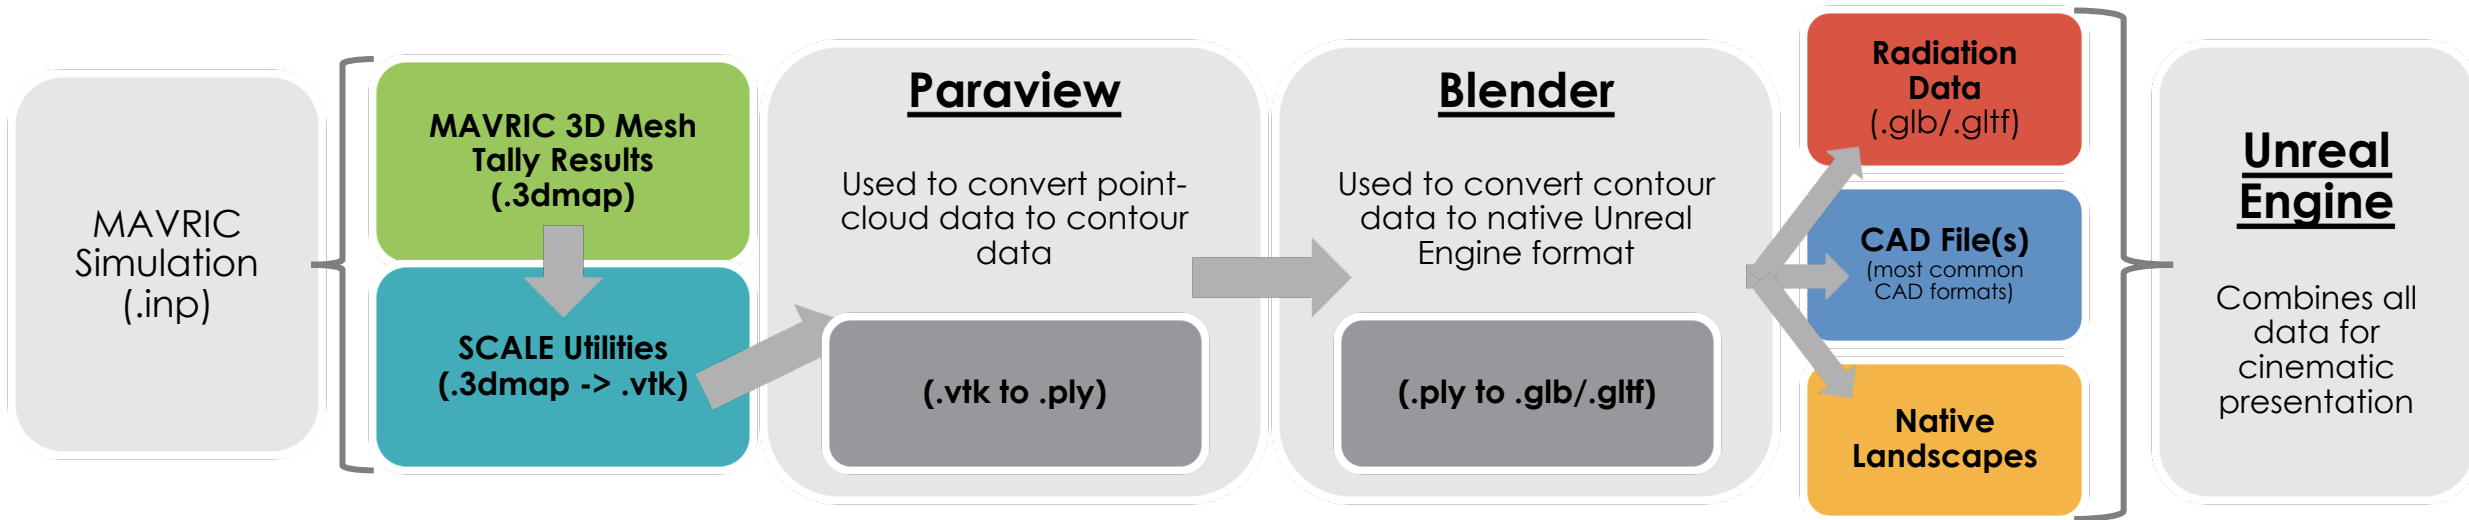 MAVRIC
Simulation
(.inp)
MAVRIC 3D Mesh
Tally Results
(.3dmap)
SCALE Utilities
(.3dmap -> .vtk)
Paraview
Used to convert point-
cloud data to contour
data
(.vtk to .ply)
Blender
Used to convert contour
data to native Unreal
Engine format
(.ply to .glb/.gltf)
Radiation
Data
(.glb/.gltf)
CAD File(s)
(most common
CAD formats)
Native
Landscapes
Unreal
Engine
Combines all
data for
cinematic
presentation